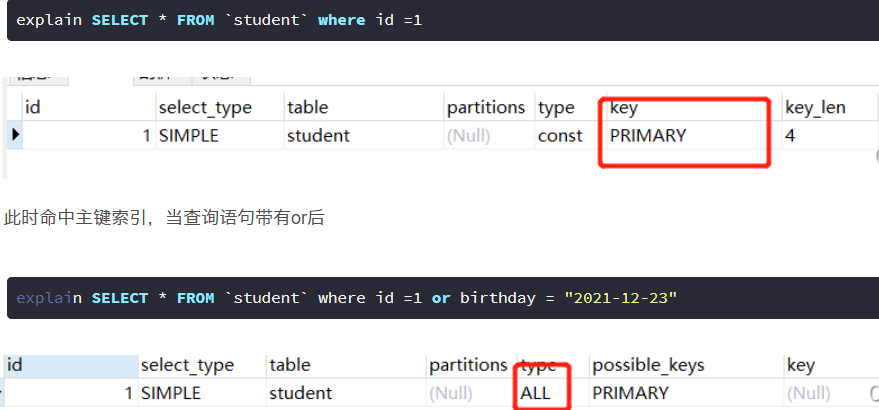 explain SELECT * FROM `student` where id =1
id select_type table partitions type key key_len
1 SIMPLE student (Null) const PRIMARY 4
此时命中主键索引，当查询语句带有or后
explain SELECT * FROM `student` where id =1 or birthday = "2021-12-23"
id select_type table partitions type possible_keys key
1 SIMPLE student (Null) ALL PRIMARY (Null)